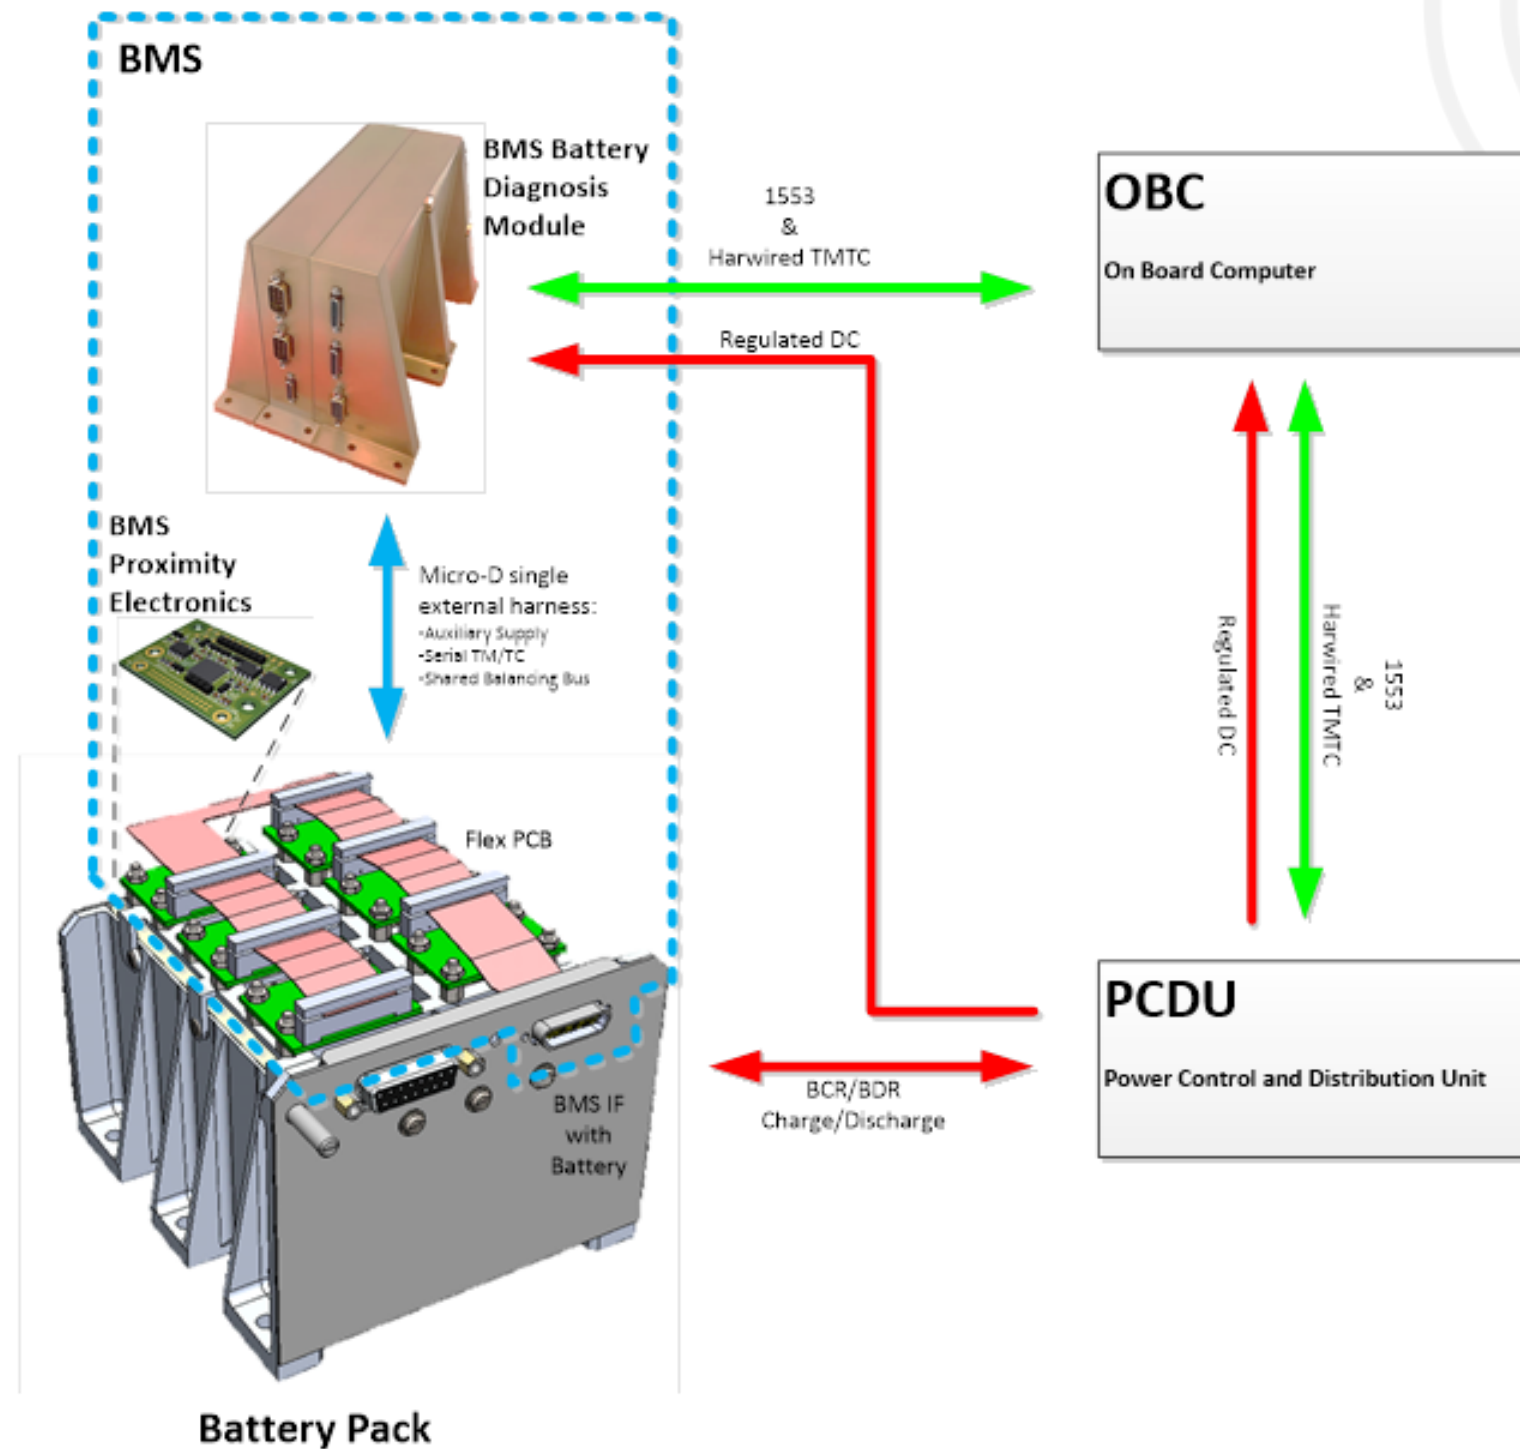 BMS
BMS Battery
Diagnosis
Module
1553
&
Harwired TMTC
Regulated DC
OBC
On Board Computer
BMS
Proximity
Electronics
Micro-D single
external harness:
-Auxiliary Supply
-Serial TM/TC
-Shared Balancing Bus
Regulated DC
1553
&
Harwired TMTC
Flex PCB
PCDU
Power Control and Distribution Unit
BCR/BDR
Charge/Discharge
BMS IF
with
Battery
Battery Pack